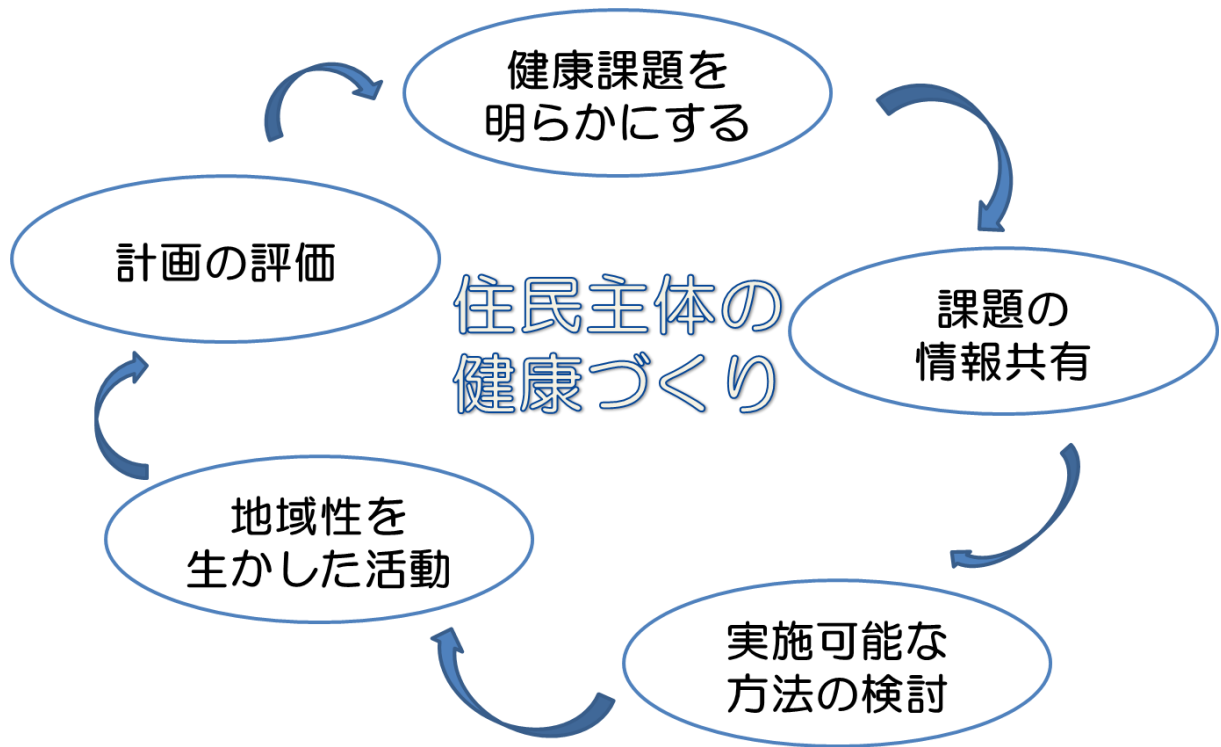 健康課題を
明らかにする
計画の評価
住民主体の
健康づくり
課題の
情報共有
地域性を
生かした活動
実施可能な
方法の検討